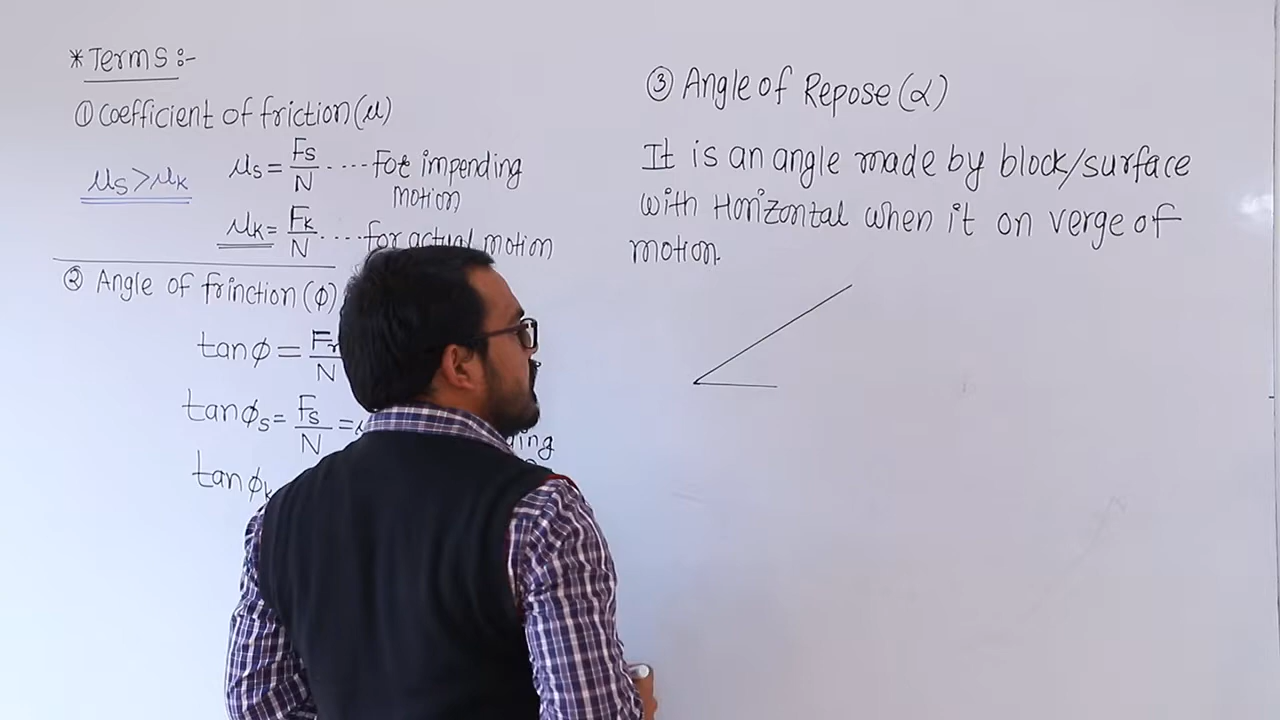 * Terms :-
① Coefficient of friction (μ)
μs > μk
μs = Fs/N ---- For impending motion
μk = Fk/N .... for actual motion
② Angle of frinction (ϕ)
tanϕ =
N
tanϕs = Fs/N =
tanϕk
③ Angle of Repose (α)
It is an angle made by block/surface
with Horizontal when it on verge of
motion.